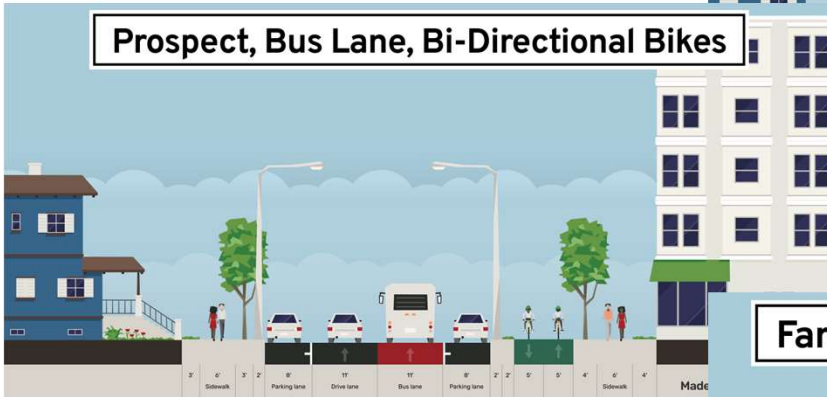 Prospect, Bus Lane, Bi-Directional Bikes
Far
3' 6' 3' 2' 8' 11' 11' 8' 2' 2' 5' 5' 4' 6' 4'
Sidewalk Parking lane Drive lane Bus lane Parking lane Sidewalk
Made